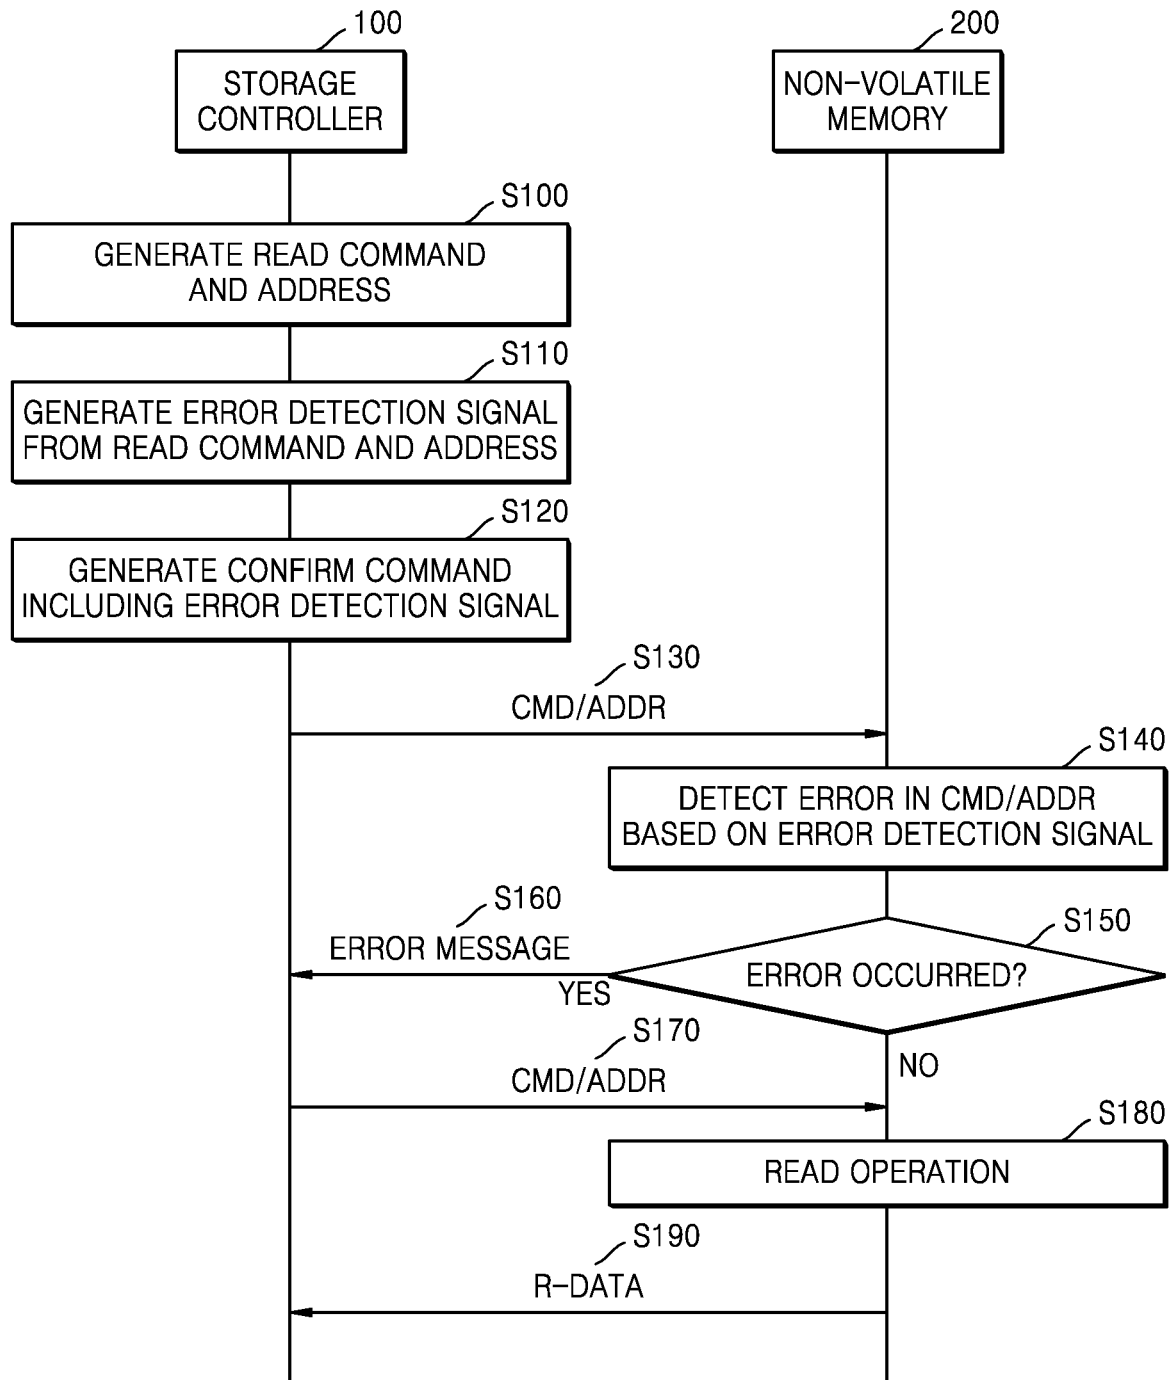 100
200
STORAGE
CONTROLLER
NON-VOLATILE
MEMORY
S100
GENERATE READ COMMAND
AND ADDRESS
S110
GENERATE ERROR DETECTION SIGNAL
FROM READ COMMAND AND ADDRESS
S120
GENERATE CONFIRM COMMAND
INCLUDING ERROR DETECTION SIGNAL
S130
CMD/ADDR
S140
DETECT ERROR IN CMD/ADDR
BASED ON ERROR DETECTION SIGNAL
S160
ERROR MESSAGE
S150
ERROR OCCURRED?
YES
S170
CMD/ADDR
NO
S180
READ OPERATION
S190
R-DATA